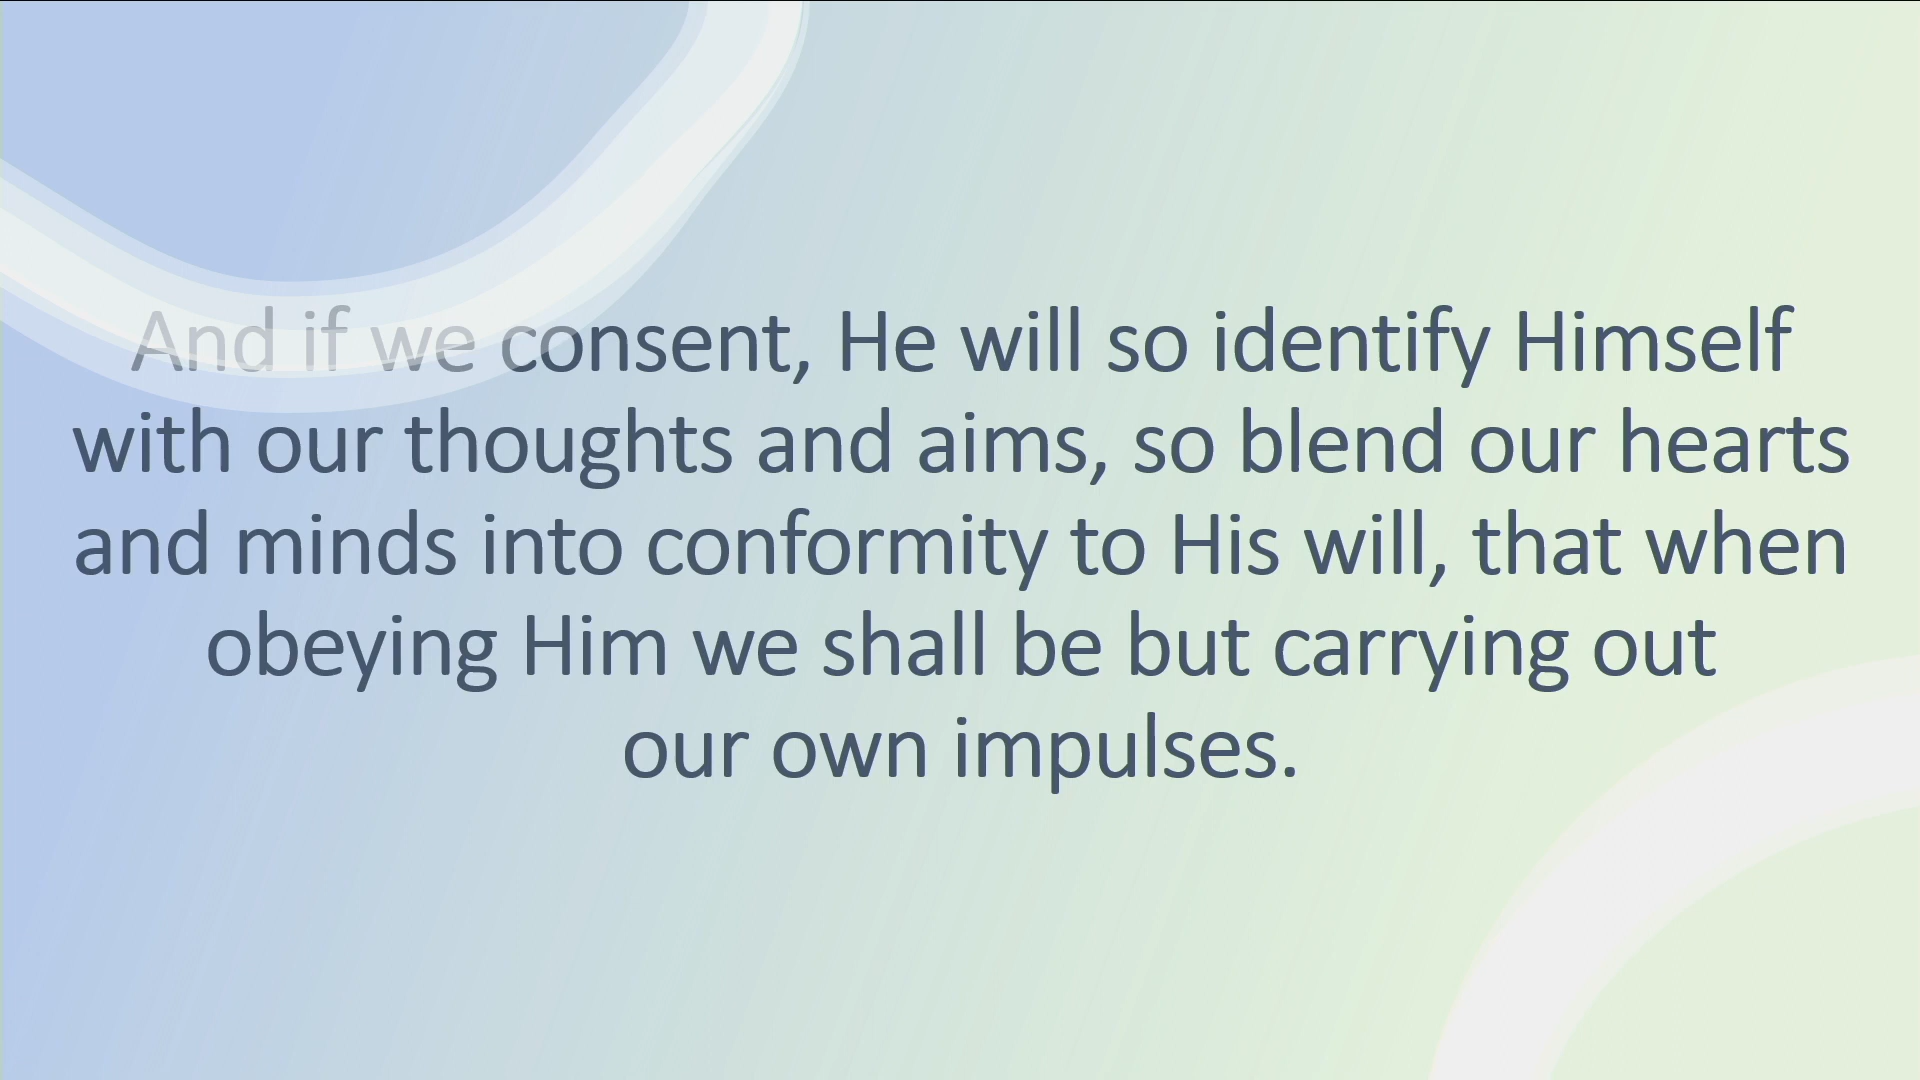 And if we consent, He will so identify Himself
with our thoughts and aims, so blend our hearts
and minds into conformity to His will, that when
obeying Him we shall be but carrying out
our own impulses.